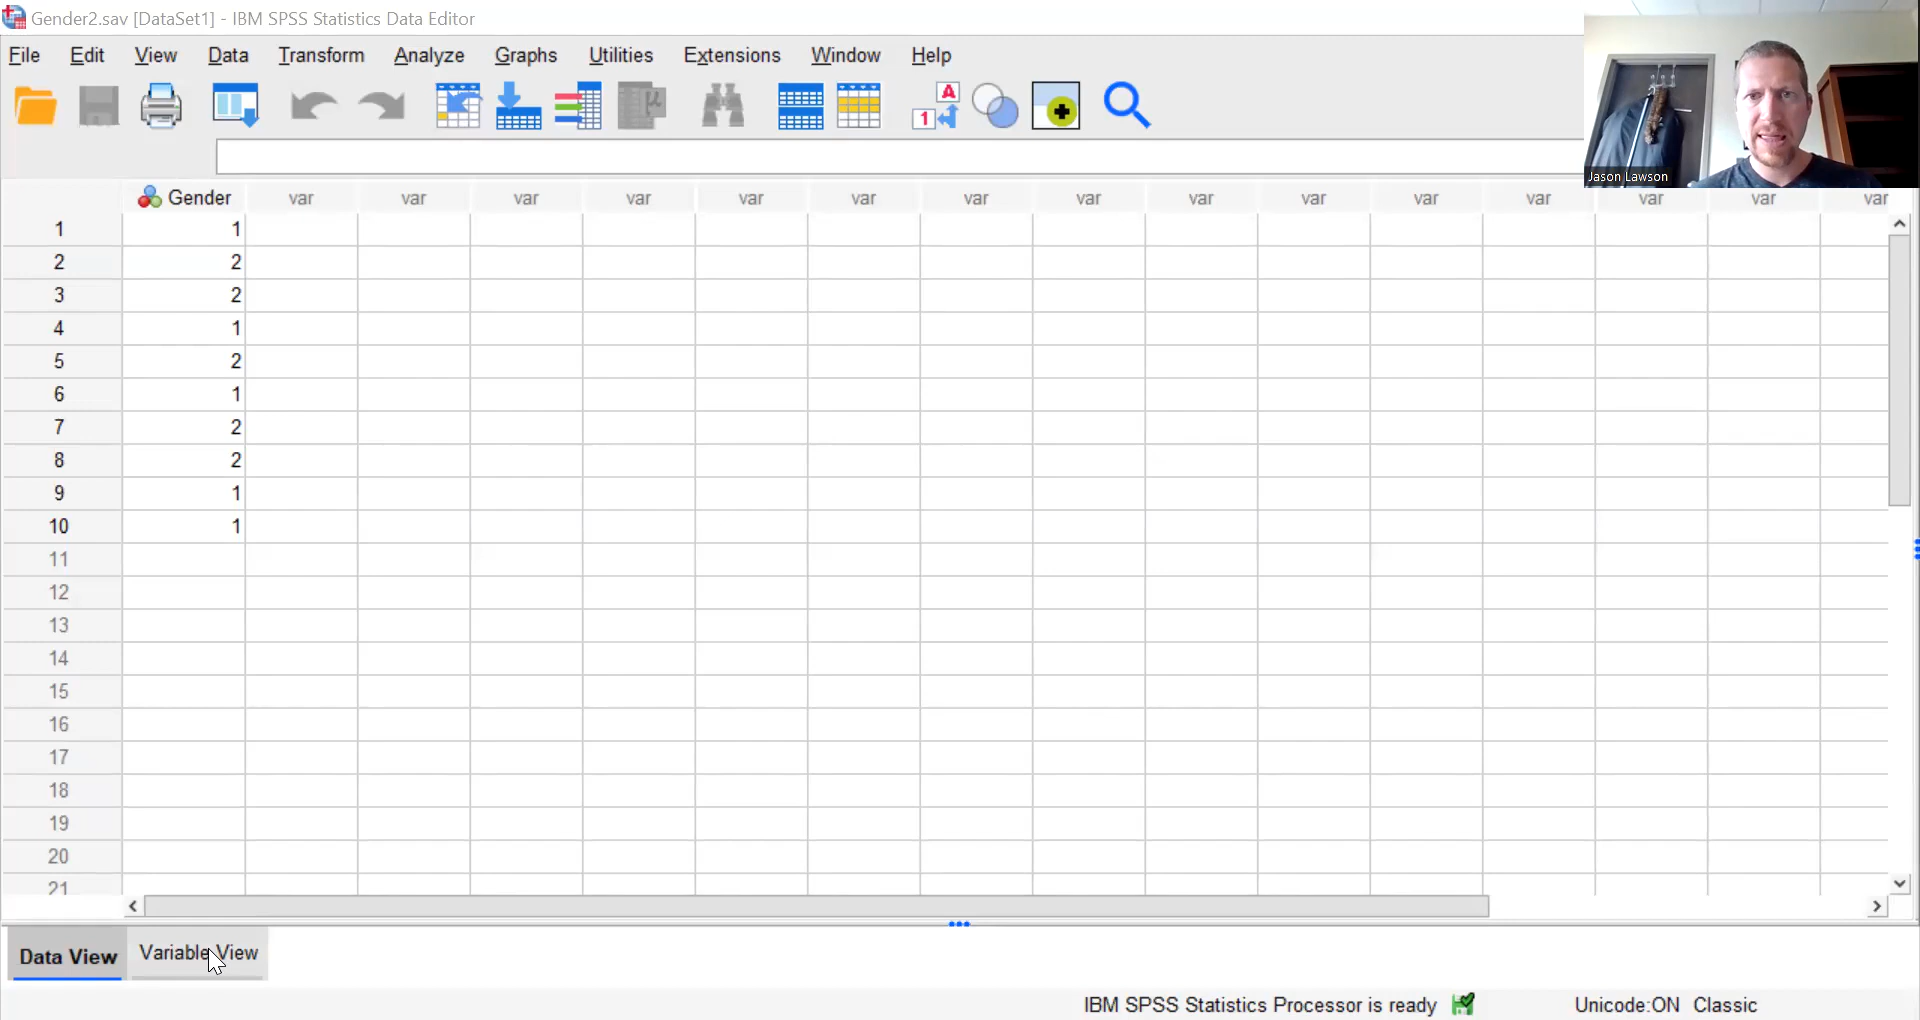 Gender2.sav [DataSet1] - IBM SPSS Statistics Data Editor
File Edit View Data Transform Analyze Graphs Utilities Extensions Window Help
A
1
µ
Jason Lawson
Gender var var var var var var var var var var var var var var var
1 1
2 2
3 2
4 1
5 2
6 1
7 2
8 2
9 1
10 1
11
12
13
14
15
16
17
18
19
20
21
Data View Variable View
IBM SPSS Statistics Processor is ready Unicode:ON Classic